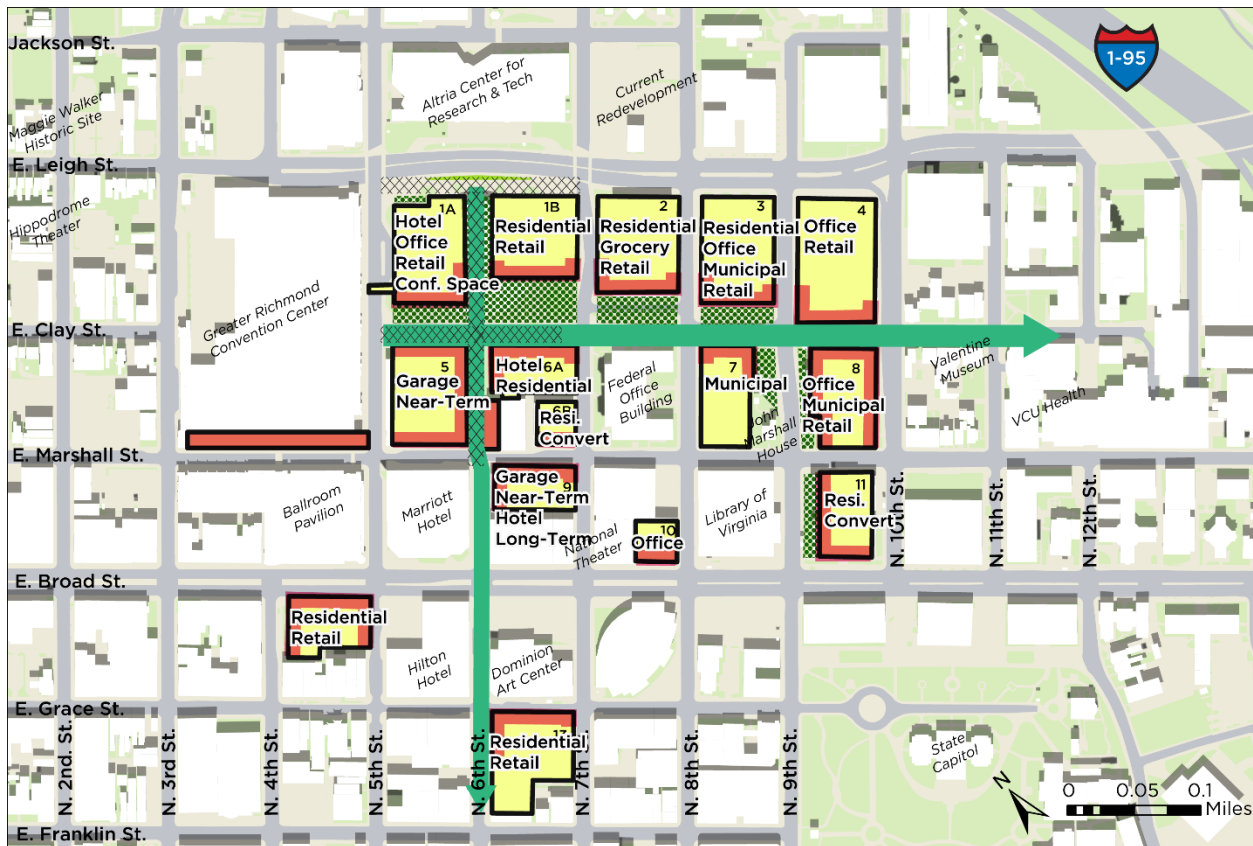 Jackson St.
1-95
Altria Center for
Research & Tech
Current
Redevelopment
Maggie Walker
Historic Site
E. Leigh St.
Hippodrome
Theater
1A
Hotel
Office
Retail
Conf. Space
1B
Residential
Retail
2
Residential
Grocery
Retail
3
Residential
Office
Municipal
Retail
4
Office
Retail
Greater Richmond
Convention Center
E. Clay St.
5
Garage
Near-Term
Hotel
6A
Residential
6B
Resi.
Convert
Federal
Office
Building
7
Municipal
John
Marshall
House
8
Office
Municipal
Retail
Valentine
Museum
VCU Health
E. Marshall St.
Ballroom
Pavilion
Marriott
Hotel
Garage
Near-Term
9
Hotel
Long-Term
National
Theater
10
Office
Library of
Virginia
11
Resi.
Convert
E. Broad St.
Residential
Retail
Hilton
Hotel
Dominion
Art Center
E. Grace St.
13
Residential
Retail
State
Capitol
N. 2nd. St.
N. 3rd St.
N. 4th St.
N. 5th St.
N. 6th St.
N. 7th St.
N. 8th St.
N. 9th St.
N. 10th St.
N. 11th St.
N. 12th St.
N
0 0.05 0.1
Miles
E. Franklin St.